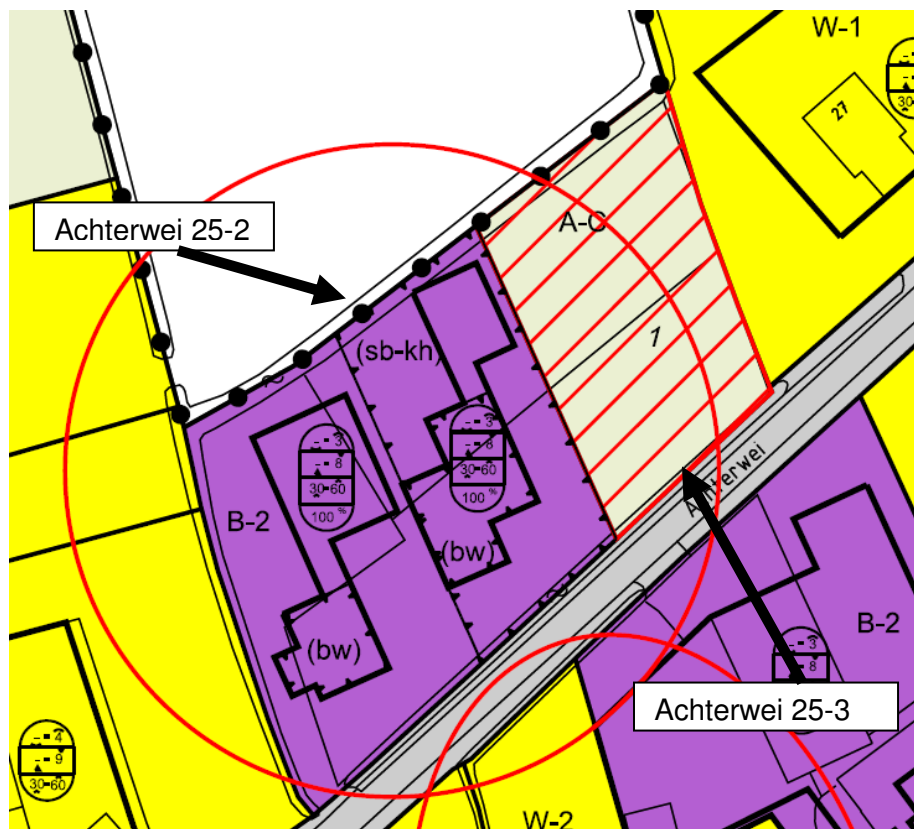 W-1
27
30
Achterwei 25-2
A-C
1
(sb-kh)
3
8
30-60
100 %
3
8
30-60
100 %
B-2
(bw)
(bw)
Achterwei
B-2
3
8
Achterwei 25-3
4
9
30-60
W-2